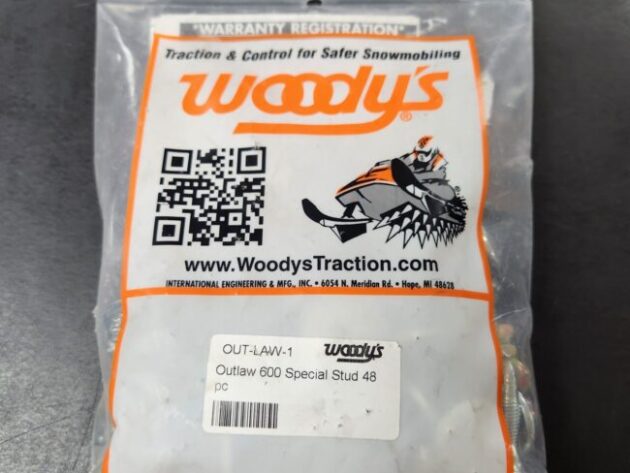 *WARRANTY REGISTRATION*
Traction & Control for Safer Snowmobiling
woody's®
www.WoodysTraction.com
INTERNATIONAL ENGINEERING & MFG., INC. • 6054 N. Meridian Rd. • Hope, MI 48628
OUT-LAW-1 woody's
Outlaw 600 Special Stud 48
pc